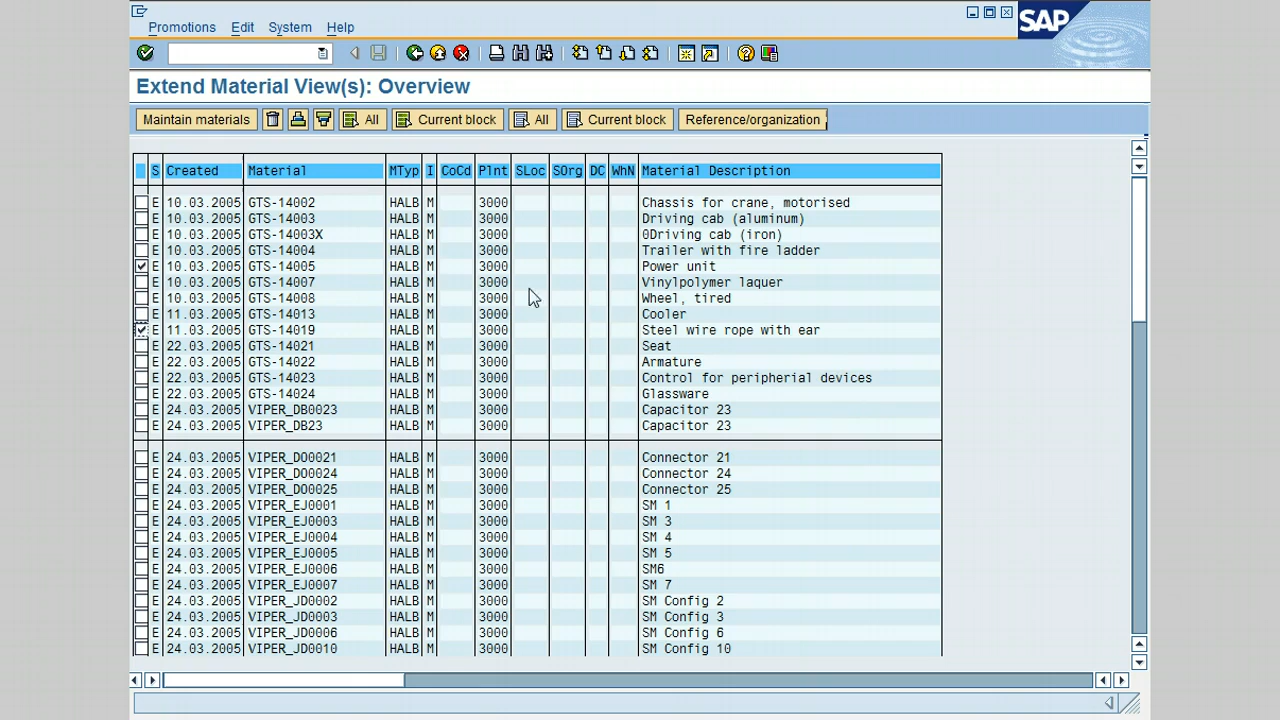 Promotions Edit System Help
SAP
Extend Material View(s): Overview
Maintain materials All Current block All Current block Reference/organization
S Created Material MTyp I CoCd Plnt SLoc SOrg DC WhN Material Description
E 10.03.2005 GTS-14002 HALB M 3000 Chassis for crane, motorised
E 10.03.2005 GTS-14003 HALB M 3000 Driving cab (aluminum)
E 10.03.2005 GTS-14003X HALB M 3000 0Driving cab (iron)
E 10.03.2005 GTS-14004 HALB M 3000 Trailer with fire ladder
E 10.03.2005 GTS-14005 HALB M 3000 Power unit
E 10.03.2005 GTS-14007 HALB M 3000 Vinylpolymer laquer
E 10.03.2005 GTS-14008 HALB M 3000 Wheel, tired
E 11.03.2005 GTS-14013 HALB M 3000 Cooler
E 11.03.2005 GTS-14019 HALB M 3000 Steel wire rope with ear
E 22.03.2005 GTS-14021 HALB M 3000 Seat
E 22.03.2005 GTS-14022 HALB M 3000 Armature
E 22.03.2005 GTS-14023 HALB M 3000 Control for peripherial devices
E 22.03.2005 GTS-14024 HALB M 3000 Glassware
E 24.03.2005 VIPER_DB0023 HALB M 3000 Capacitor 23
E 24.03.2005 VIPER_DB23 HALB M 3000 Capacitor 23
E 24.03.2005 VIPER_DO0021 HALB M 3000 Connector 21
E 24.03.2005 VIPER_DO0024 HALB M 3000 Connector 24
E 24.03.2005 VIPER_DO0025 HALB M 3000 Connector 25
E 24.03.2005 VIPER_EJ0001 HALB M 3000 SM 1
E 24.03.2005 VIPER_EJ0003 HALB M 3000 SM 3
E 24.03.2005 VIPER_EJ0004 HALB M 3000 SM 4
E 24.03.2005 VIPER_EJ0005 HALB M 3000 SM 5
E 24.03.2005 VIPER_EJ0006 HALB M 3000 SM6
E 24.03.2005 VIPER_EJ0007 HALB M 3000 SM 7
E 24.03.2005 VIPER_JD0002 HALB M 3000 SM Config 2
E 24.03.2005 VIPER_JD0003 HALB M 3000 SM Config 3
E 24.03.2005 VIPER_JD0006 HALB M 3000 SM Config 6
E 24.03.2005 VIPER_JD0010 HALB M 3000 SM Config 10